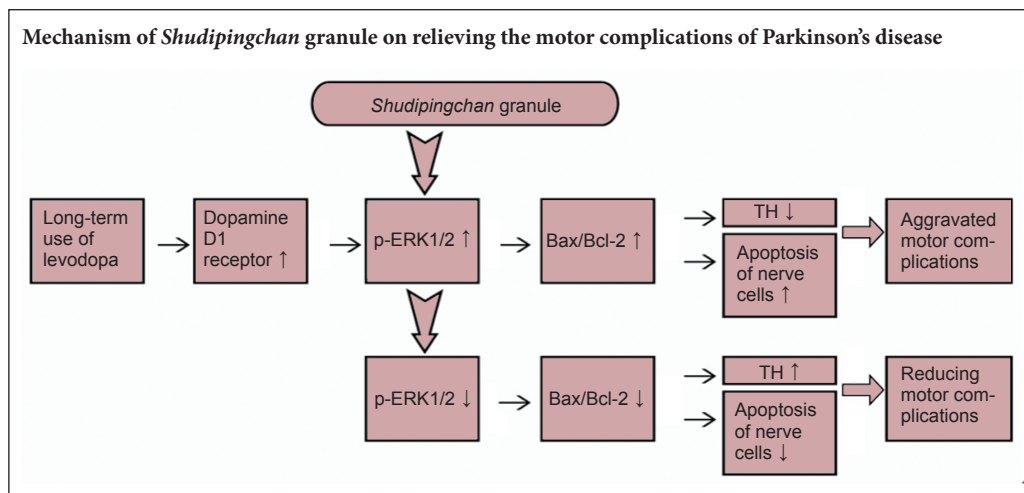 Mechanism of Shudipingchan granule on relieving the motor complications of Parkinson's disease
Shudipingchan granule
Long-term
use of
levodopa
Dopamine
D1
receptor ↑
p-ERK1/2 ↑
Bax/Bcl-2 ↑
TH ↓
Apoptosis
of nerve
cells ↑
Aggravated
motor com-
plications
p-ERK1/2 ↓
Bax/Bcl-2 ↓
TH ↑
Apoptosis
of nerve
cells ↓
Reducing
motor com-
plications